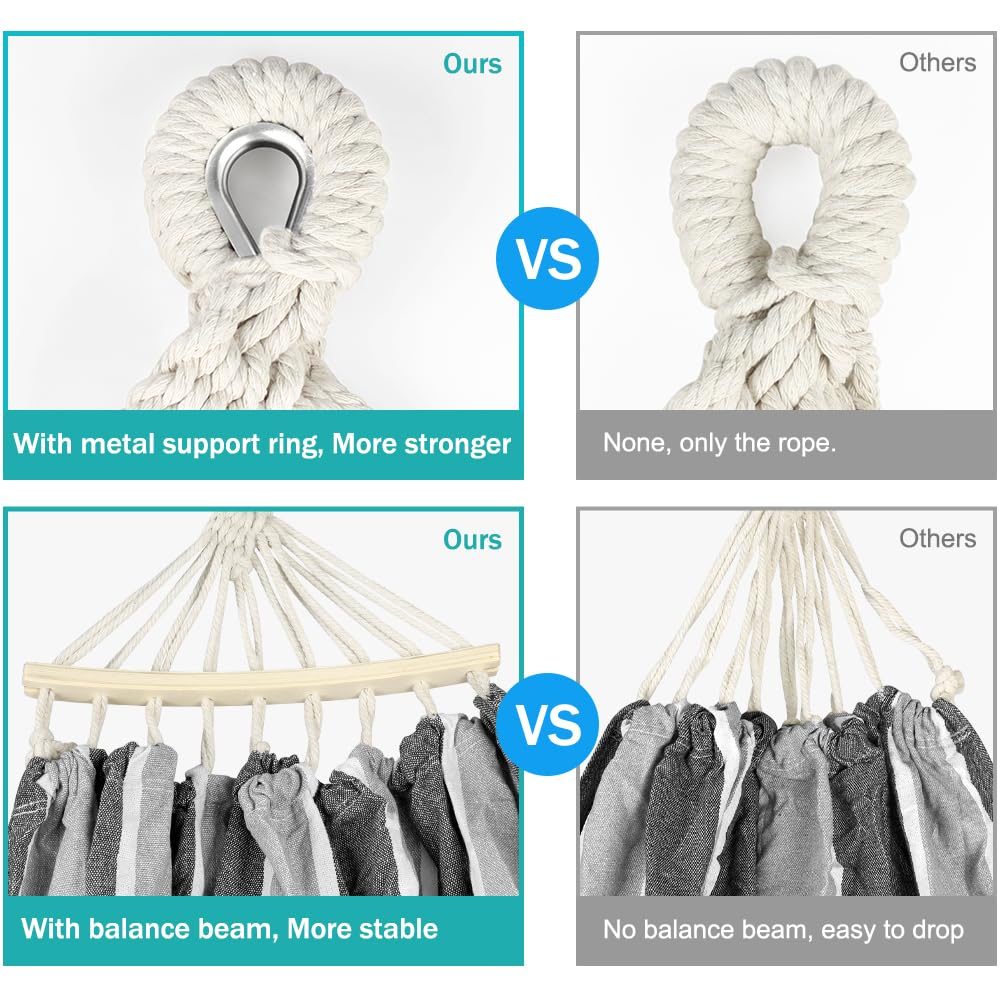 Ours
Others
VS
With metal support ring, More stronger
None, only the rope.
Ours
Others
VS
With balance beam, More stable
No balance beam, easy to drop